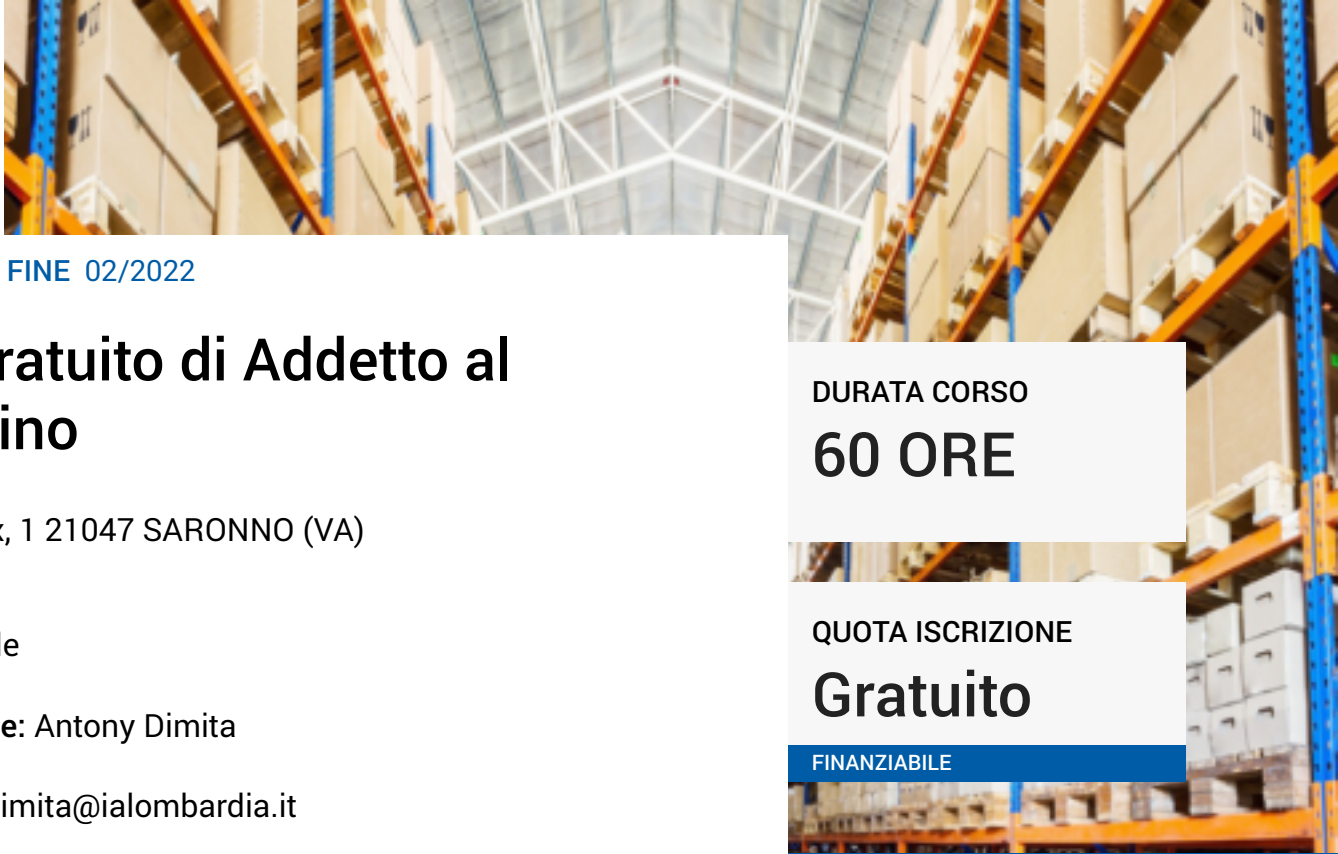 FINE 02/2022
ratuito di Addetto al
ino
, 1 21047 SARONNO (VA)
le
e: Antony Dimita
imita@ialombardia.it
DURATA CORSO
60 ORE
QUOTA ISCRIZIONE
Gratuito
FINANZIABILE